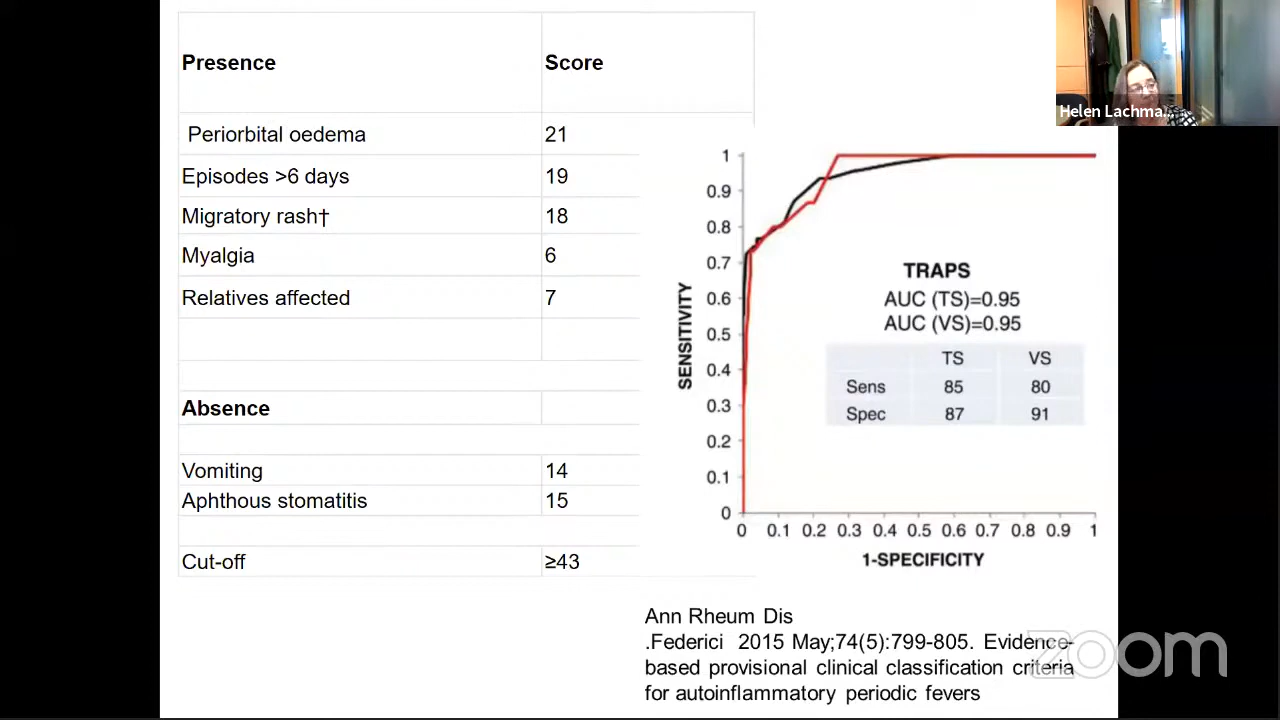 Presence Score
Periorbital oedema 21
Episodes >6 days 19
Migratory rash† 18
Myalgia 6
Relatives affected 7
Absence
Vomiting 14
Aphthous stomatitis 15
Cut-off ≥43
Helen Lachma...
1
0.9
0.8
0.7
0.6
0.5
0.4
0.3
0.2
0.1
0
SENSITIVITY
TRAPS
AUC (TS)=0.95
AUC (VS)=0.95
TS VS
Sens 85 80
Spec 87 91
0 0.1 0.2 0.3 0.4 0.5 0.6 0.7 0.8 0.9 1
1-SPECIFICITY
Ann Rheum Dis
.Federici 2015 May;74(5):799-805. Evidence-
based provisional clinical classification criteria
for autoinflammatory periodic fevers
zoom